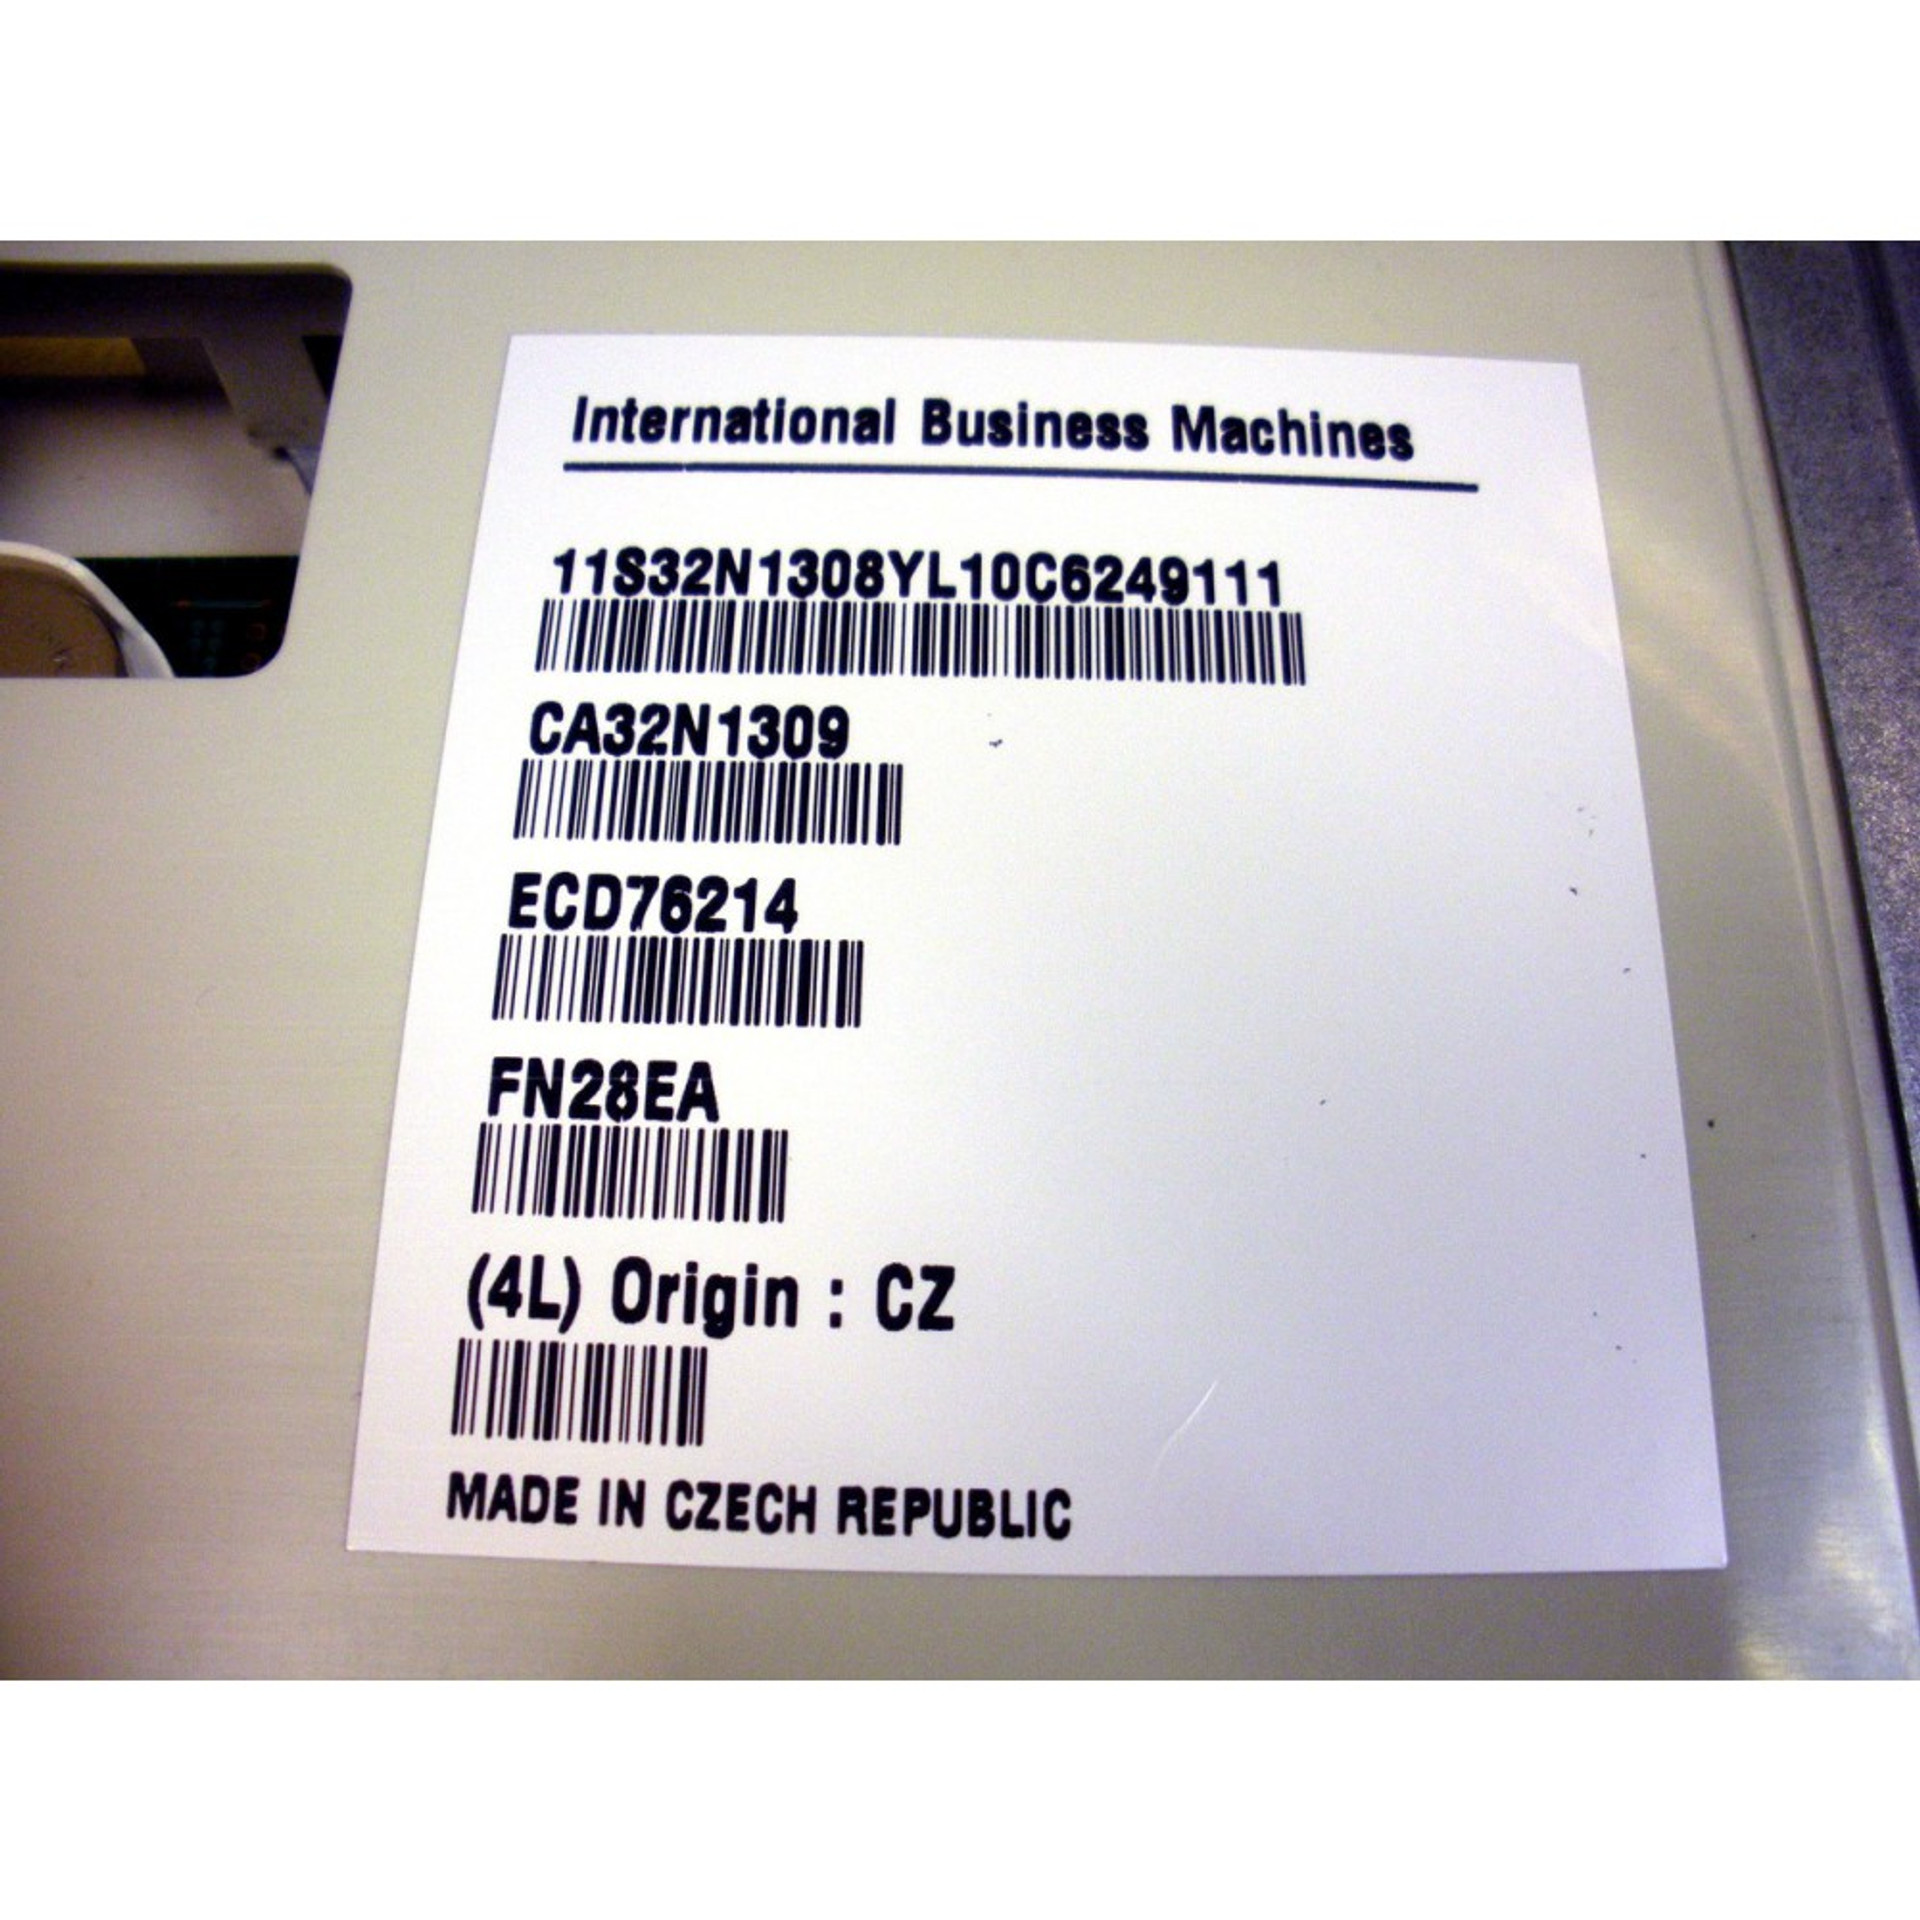 International Business Machines
11S32N1308YL10C6249111
CA32N1309
ECD76214
FN28EA
(4L) Origin : CZ
MADE IN CZECH REPUBLIC